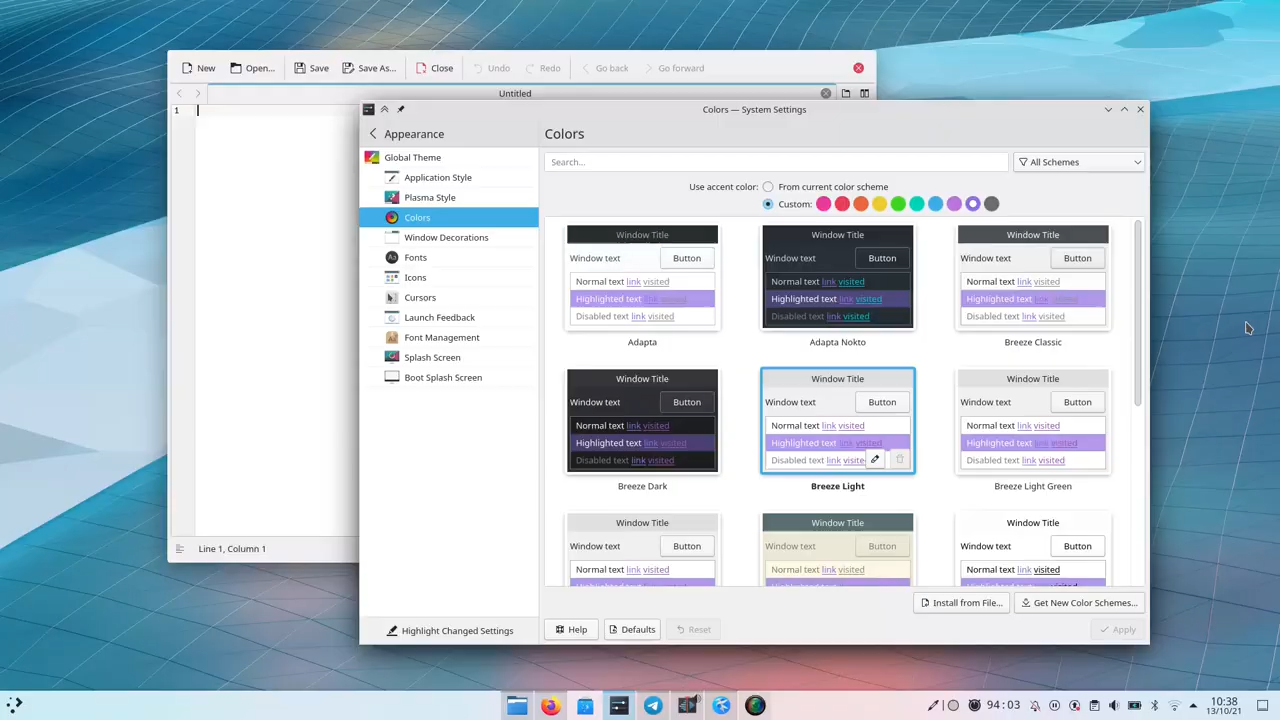 New Open... Save Save As... Close Undo Redo Go back Go forward
Untitled
1
Line 1, Column 1
Colors — System Settings
Appearance
Global Theme
Application Style
Plasma Style
Colors
Window Decorations
Fonts
Icons
Cursors
Launch Feedback
Font Management
Splash Screen
Boot Splash Screen
Highlight Changed Settings
Colors
Search...
All Schemes
Use accent color: From current color scheme
Custom:
Window Title
Window text Button
Normal text link visited
Highlighted text link visited
Disabled text link visited
Adapta
Window Title
Window text Button
Normal text link visited
Highlighted text link visited
Disabled text link visited
Adapta Nokto
Window Title
Window text Button
Normal text link visited
Highlighted text link visited
Disabled text link visited
Breeze Classic
Window Title
Window text Button
Normal text link visited
Highlighted text link visited
Disabled text link visited
Breeze Dark
Window Title
Window text Button
Normal text link visited
Highlighted text link visited
Disabled text link visite
Breeze Light
Window Title
Window text Button
Normal text link visited
Highlighted text link visited
Disabled text link visited
Breeze Light Green
Window Title
Window text Button
Normal text link visited
Window Title
Window text Button
Normal text link visited
Window Title
Window text Button
Normal text link visited
Install from File... Get New Color Schemes...
Help Defaults Reset Apply
94:03
10:38
13/10/21